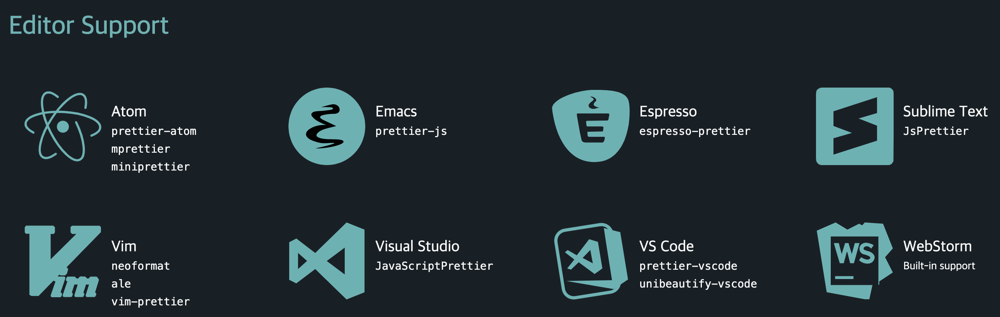 Editor Support
Atom
prettier-atom
mprettier
miniprettier
Emacs
prettier-js
Espresso
espresso-prettier
Sublime Text
JsPrettier
Vim
Vim
neoformat
ale
vim-prettier
Visual Studio
JavaScriptPrettier
VS Code
prettier-vscode
unibeautify-vscode
WS
WebStorm
Built-in support